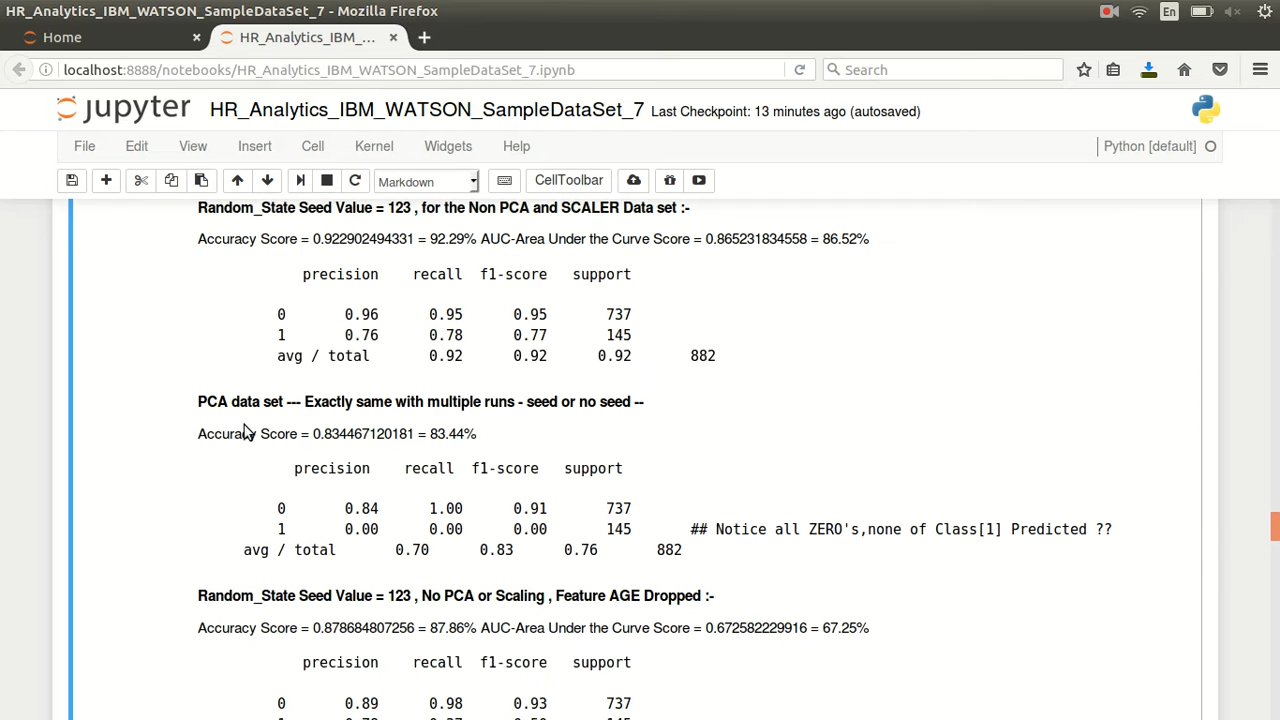 HR_Analytics_IBM_WATSON_SampleDataSet_7 - Mozilla Firefox
En
Home
HR_Analytics_IBM_...
localhost:8888/notebooks/HR_Analytics_IBM_WATSON_SampleDataSet_7.ipynb
Search
jupyter HR_Analytics_IBM_WATSON_SampleDataSet_7 Last Checkpoint: 13 minutes ago (autosaved)
File Edit View Insert Cell Kernel Widgets Help Python [default]
Markdown CellToolbar
Random_State Seed Value = 123 , for the Non PCA and SCALER Data set :-
Accuracy Score = 0.922902494331 = 92.29% AUC-Area Under the Curve Score = 0.865231834558 = 86.52%
precision recall f1-score support
0 0.96 0.95 0.95 737
1 0.76 0.78 0.77 145
avg / total 0.92 0.92 0.92 882
PCA data set --- Exactly same with multiple runs - seed or no seed --
Accuracy Score = 0.834467120181 = 83.44%
precision recall f1-score support
0 0.84 1.00 0.91 737
1 0.00 0.00 0.00 145 ## Notice all ZERO's,none of Class[1] Predicted ??
avg / total 0.70 0.83 0.76 882
Random_State Seed Value = 123 , No PCA or Scaling , Feature AGE Dropped :-
Accuracy Score = 0.878684807256 = 87.86% AUC-Area Under the Curve Score = 0.672582229916 = 67.25%
precision recall f1-score support
0 0.89 0.98 0.93 737